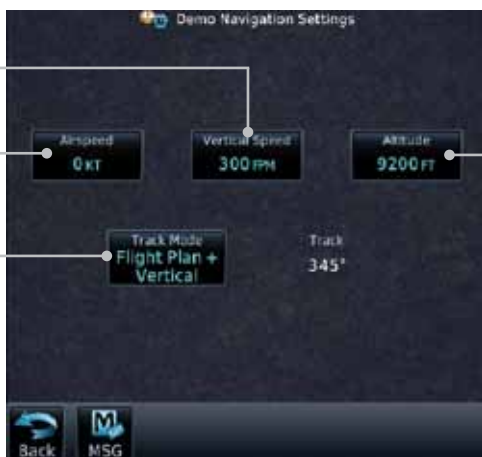 Demo Navigation Settings
Airspeed
0 KT
Vertical Speed
300 FPM
Altitude
9200 FT
Track Mode
Flight Plan +
Vertical
Track
345°
Back
MSG